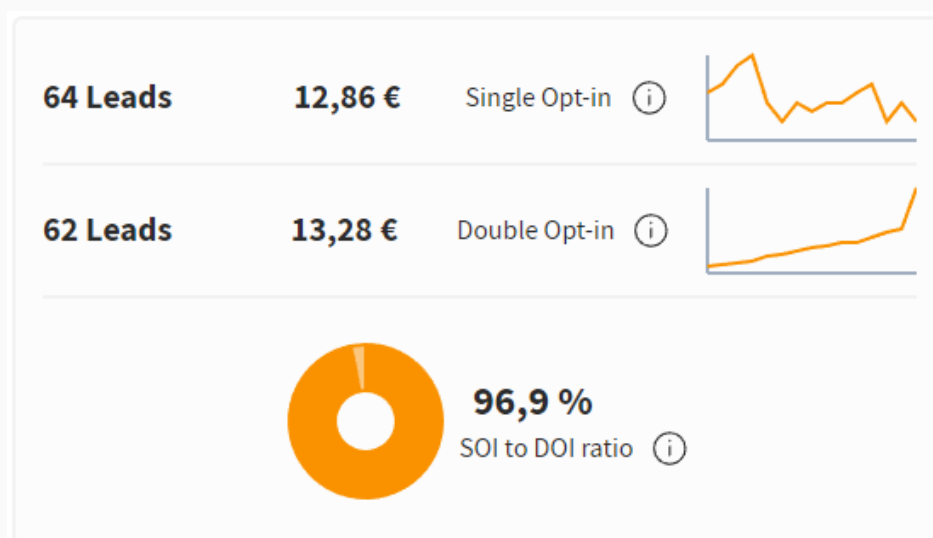 64 Leads 12,86 € Single Opt-in
62 Leads 13,28 € Double Opt-in
96,9 %
SOI to DOI ratio